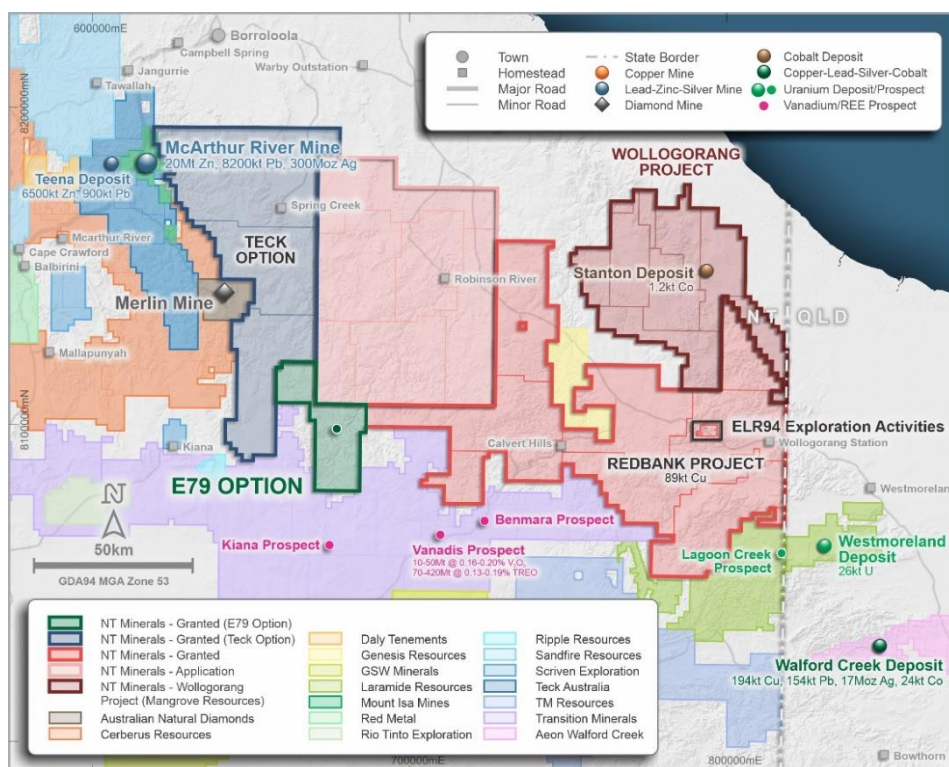 600000mE
Borroloola
Campbell Spring
Warby Outstation
Jangurrie
Tawallah
8200000mN
Town
Homestead
Major Road
Minor Road
State Border
Copper Mine
Lead-Zinc-Silver Mine
Diamond Mine
Cobalt Deposit
Copper-Lead-Silver-Cobalt
Uranium Deposit/Prospect
Vanadium/REE Prospect
McArthur River Mine
20Mt Zn, 8200kt Pb, 300Moz Ag
Teena Deposit
6500kt Zn, 900kt Pb
WOLLOGORANG
PROJECT
Spring Creek
Mcarthur River
Cape Crawford
Balbirini
TECK
OPTION
Merlin Mine
Robinson River
Stanton Deposit
1.2kt Co
NT QLD
Mallapunyah
8100000mN
Kiana
E79 OPTION
Calvert Hills
ELR94 Exploration Activities
Wollogorang Station
REDBANK PROJECT
89kt Cu
Westmoreland
N
50km
GDA94 MGA Zone 53
Kiana Prospect
Benmara Prospect
Vanadis Prospect
10-50Mt @ 0.16-0.20% V₂O₅
70-420Mt @ 0.13-0.19% TREO
Lagoon Creek
Prospect
Westmoreland
Deposit
26kt U
Walford Creek Deposit
194kt Cu, 154kt Pb, 17Moz Ag, 24kt Co
NT Minerals - Granted (E79 Option)
NT Minerals - Granted (Teck Option)
NT Minerals - Granted
NT Minerals - Application
NT Minerals - Wollogorang
Project (Mangrove Resources)
Australian Natural Diamonds
Cerberus Resources
Daly Tenements
Genesis Resources
GSW Minerals
Laramide Resources
Mount Isa Mines
Red Metal
Rio Tinto Exploration
Ripple Resources
Sandfire Resources
Scriven Exploration
Teck Australia
TM Resources
Transition Minerals
Aeon Walford Creek
700000mE
800000mE
Bowthorn